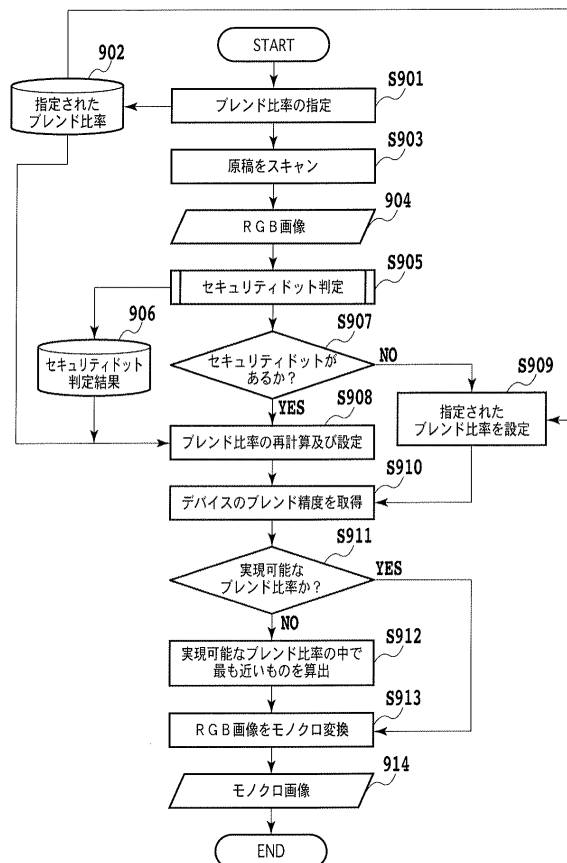 START
902
指定された
ブレンド比率
S901
ブレンド比率の指定
S903
原稿をスキャン
904
RGB画像
S905
セキュリティドット判定
906
セキュリティドット
判定結果
S907
セキュリティドットが
あるか？
NO
YES
S909
指定された
ブレンド比率を設定
S908
ブレンド比率の再計算及び設定
S910
デバイスのブレンド精度を取得
S911
実現可能な
ブレンド比率か？
YES
NO
S912
実現可能なブレンド比率の中で
最も近いものを算出
S913
RGB画像をモノクロ変換
914
モノクロ画像
END